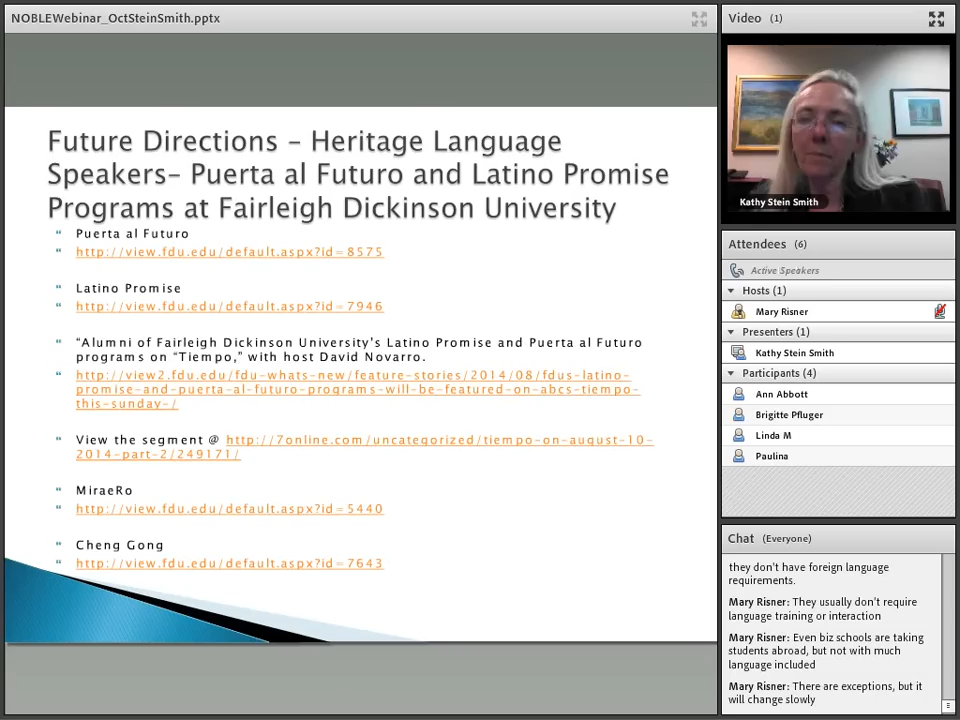 NOBLEWebinar_OctSteinSmith.pptx
Future Directions – Heritage Language
Speakers– Puerta al Futuro and Latino Promise
Programs at Fairleigh Dickinson University
Puerta al Futuro
http://view.fdu.edu/default.aspx?id=8575
Latino Promise
http://view.fdu.edu/default.aspx?id=7946
“Alumni of Fairleigh Dickinson University’s Latino Promise and Puerta al Futuro
programs on “Tiempo,” with host David Novarro.
http://view2.fdu.edu/fdu-whats-new/feature-stories/2014/08/fdus-latino-
promise-and-puerta-al-futuro-programs-will-be-featured-on-abcs-tiempo-
this-sunday-/
View the segment @ http://7online.com/uncategorized/tiempo-on-august-10-
2014-part-2/249171/
MiraeRo
http://view.fdu.edu/default.aspx?id=5440
Cheng Gong
http://view.fdu.edu/default.aspx?id=7643
Video (1)
Kathy Stein Smith
Attendees (6)
Active Speakers
Hosts (1)
Mary Risner
Presenters (1)
Kathy Stein Smith
Participants (4)
Ann Abbott
Brigitte Pfluger
Linda M
Paulina
Chat (Everyone)
they don't have foreign language
requirements.
Mary Risner: They usually don't require
language training or interaction
Mary Risner: Even biz schools are taking
students abroad, but not with much
language included
Mary Risner: There are exceptions, but it
will change slowly